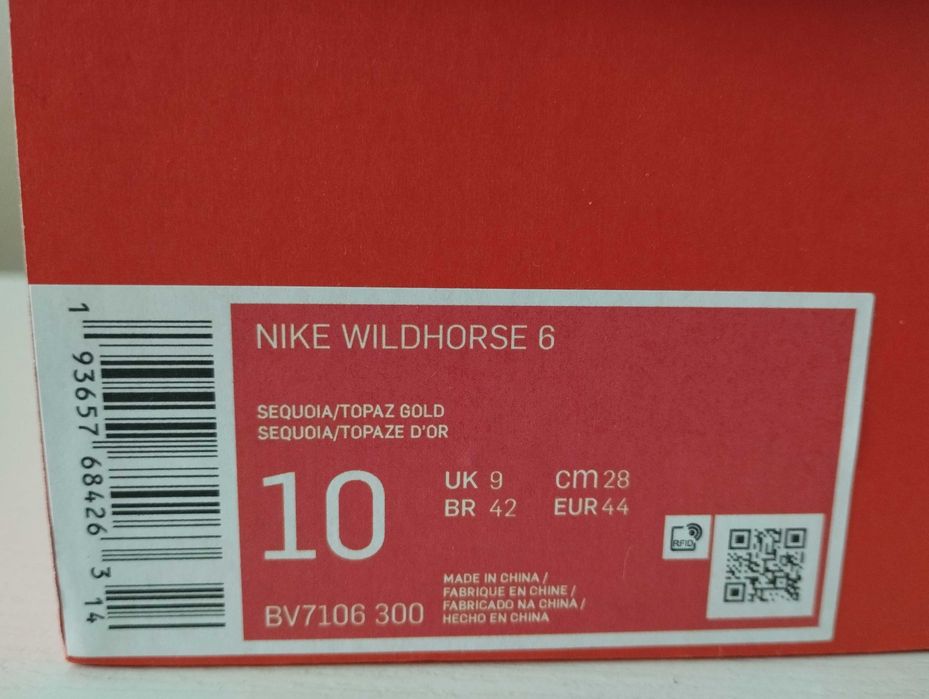 NIKE WILDHORSE 6
SEQUOIA/TOPAZ GOLD
SEQUOIA/TOPAZE D'OR
10
UK 9 cm 28
BR 42 EUR 44
RFID
MADE IN CHINA /
FABRIQUE EN CHINE /
FABRICADO NA CHINA /
HECHO EN CHINA
BV7106 300
1 93657 68426 3 14